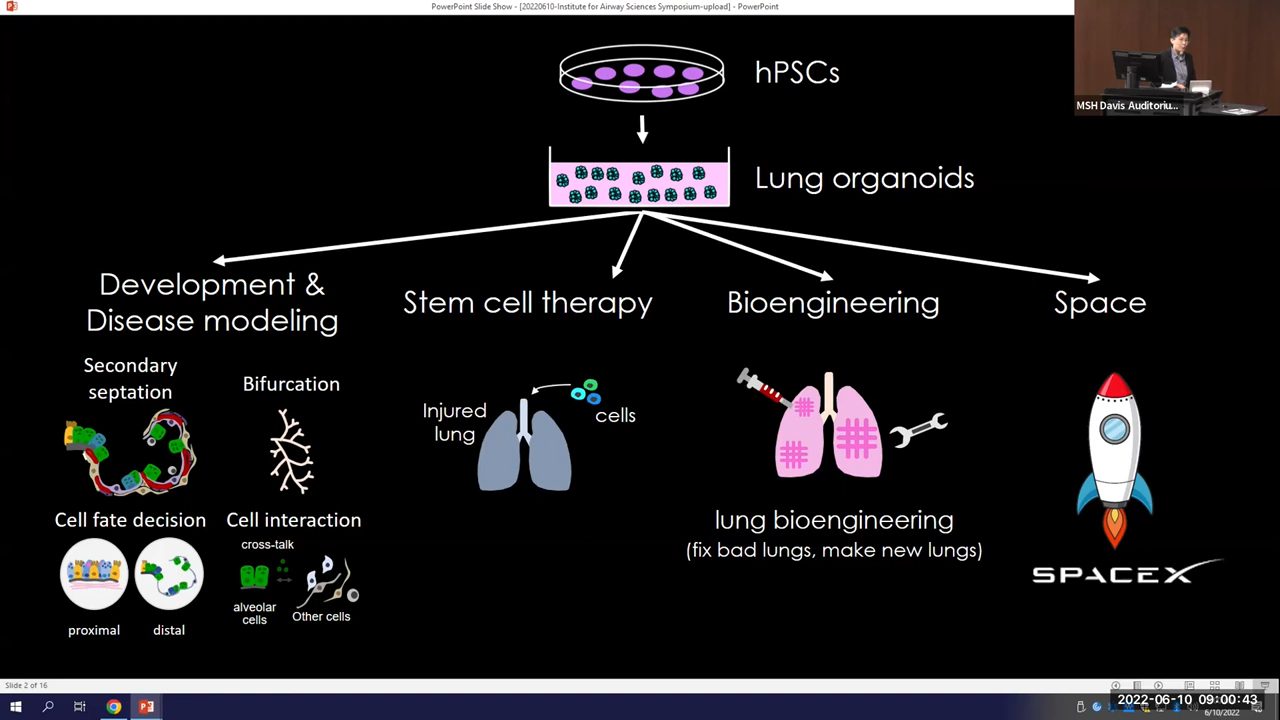 PowerPoint Slide Show - [20220610-Institute for Airway Sciences Symposium-upload] - PowerPoint
MSH Davis Auditoriu...
hPSCs
Lung organoids
Development &
Disease modeling
Stem cell therapy
Bioengineering
Space
Secondary
septation
Bifurcation
Injured
lung
cells
Cell fate decision
Cell interaction
cross-talk
alveolar
cells
Other cells
proximal
distal
lung bioengineering
(fix bad lungs, make new lungs)
SPACEX
Slide 2 of 16
2022-06-10 09:00:43
6/10/2022